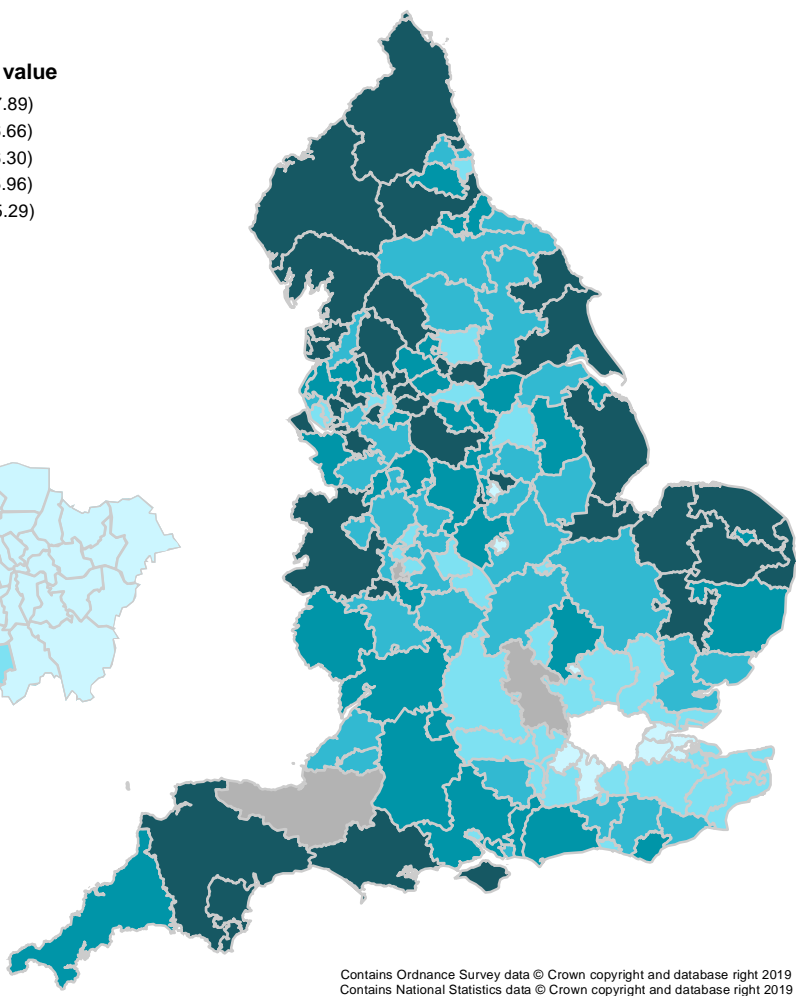 value
.89)
.66)
.30)
.96)
5.29)
Contains Ordnance Survey data © Crown copyright and database right 2019
Contains National Statistics data © Crown copyright and database right 2019